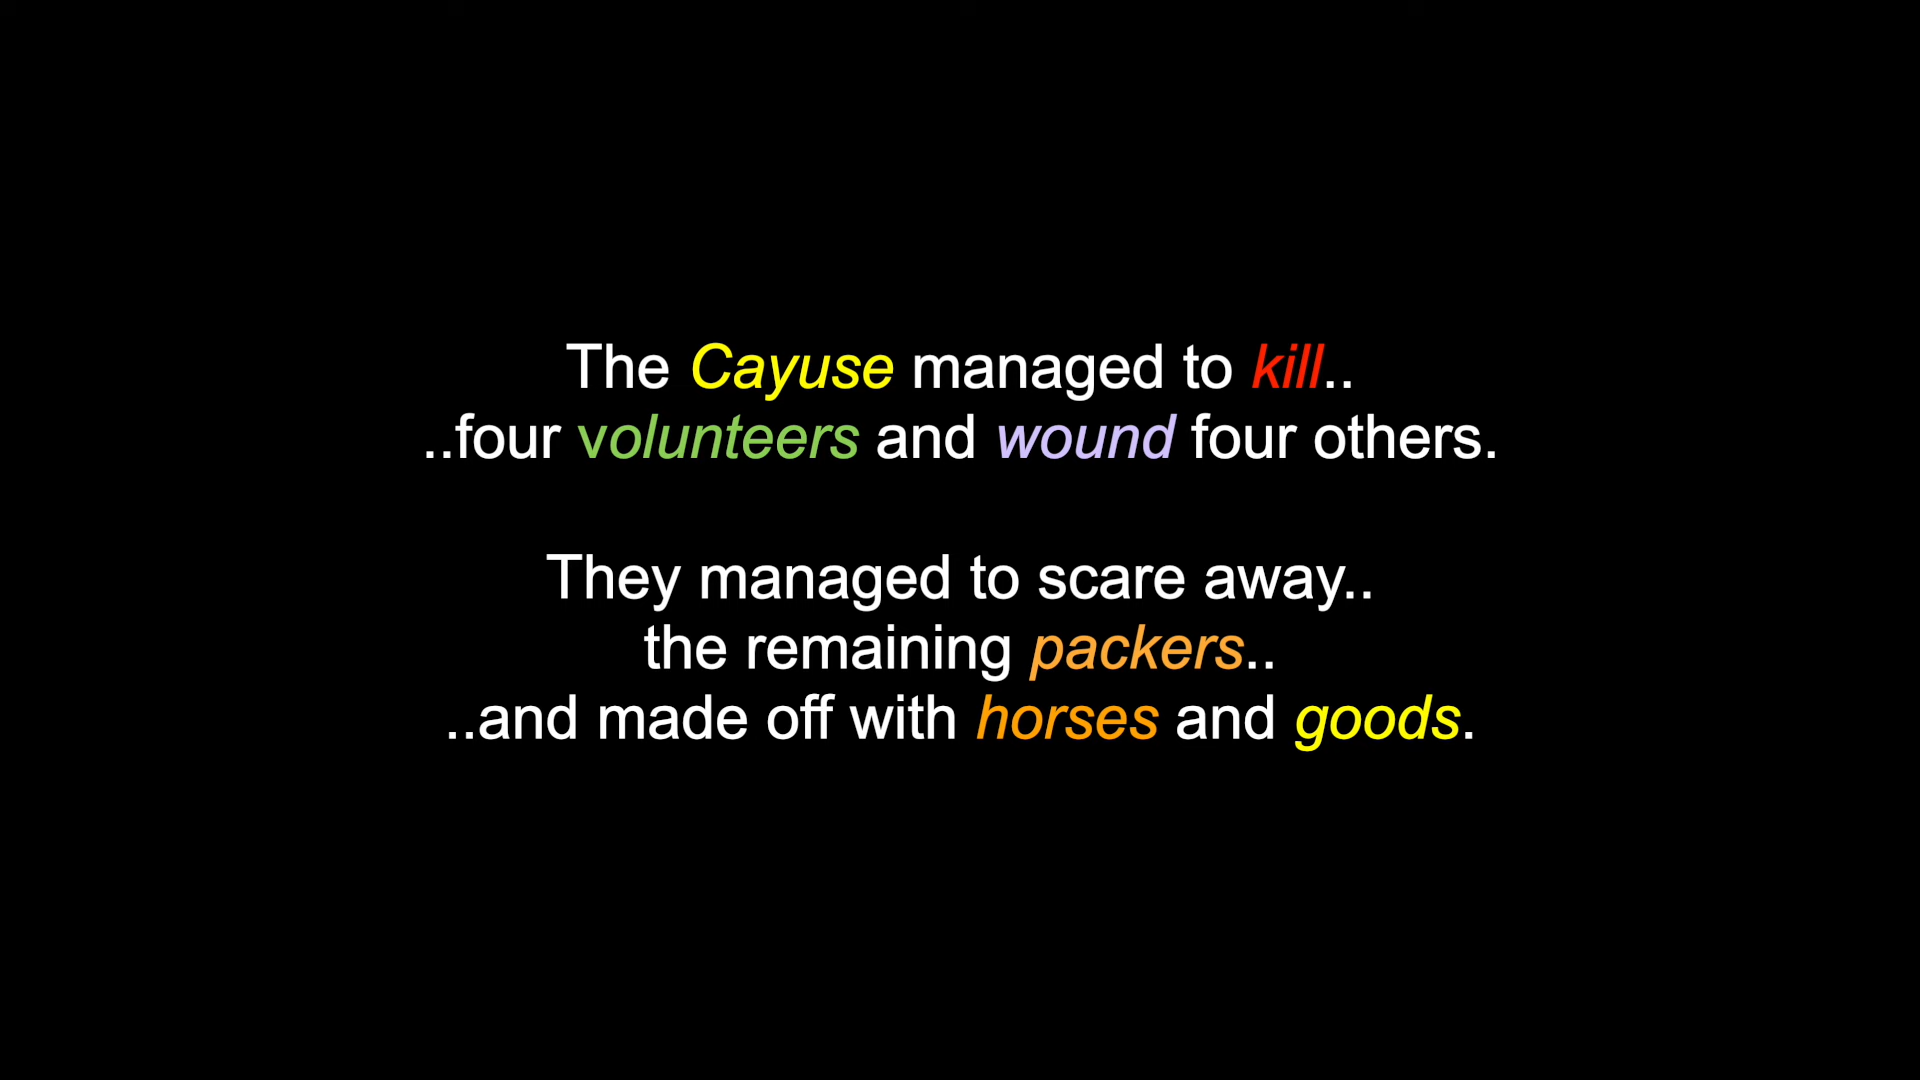 The Cayuse managed to kill..
..four volunteers and wound four others.
They managed to scare away..
the remaining packers..
..and made off with horses and goods.